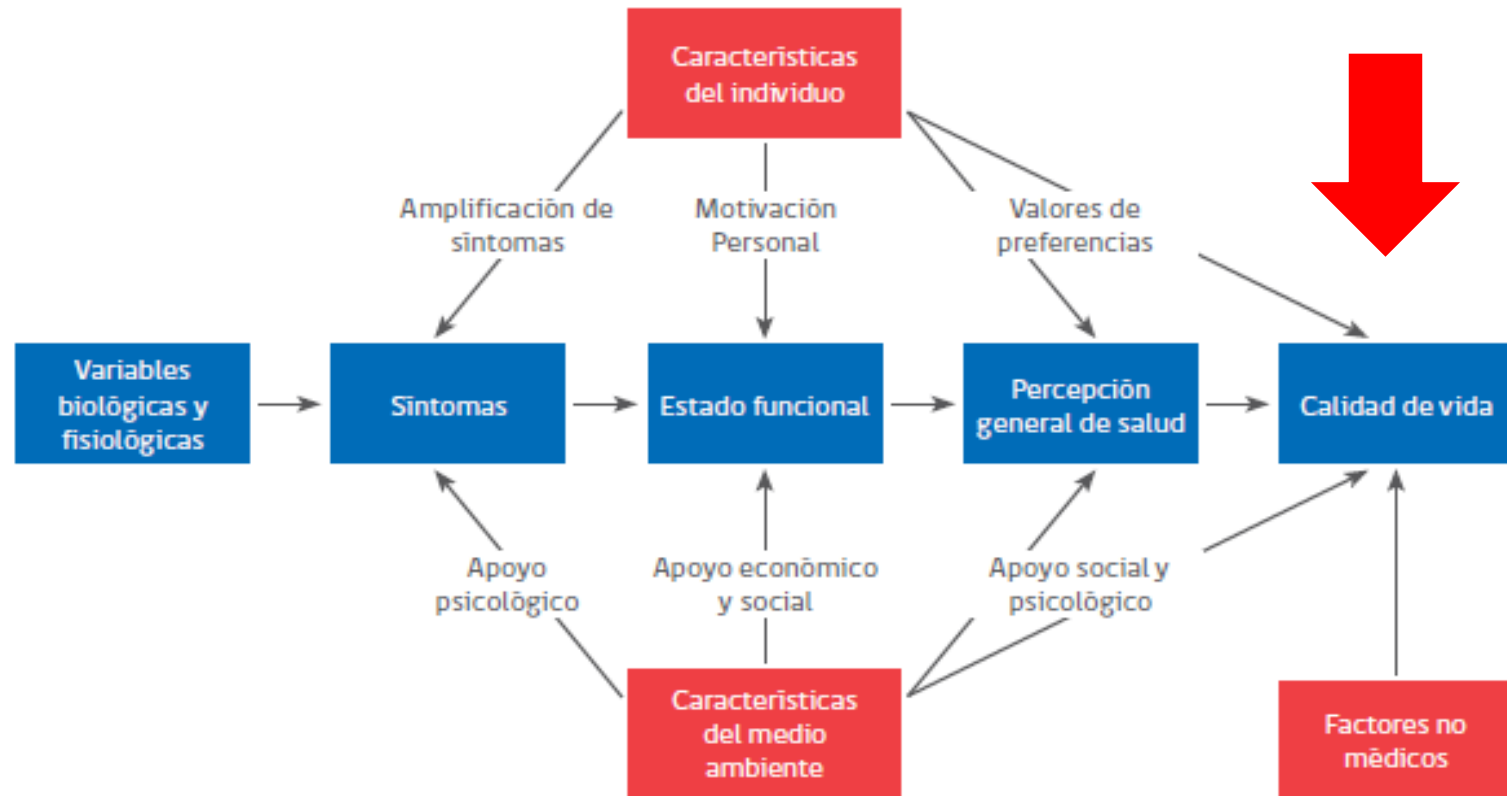 Características
del individuo
Amplificación de
síntomas
Motivación
Personal
Valores de
preferencias
Variables
biológicas y
fisiológicas
Síntomas
Estado funcional
Percepción
general de salud
Calidad de vida
Apoyo
psicológico
Apoyo económico
y social
Apoyo social y
psicológico
Características
del medio
ambiente
Factores no
médicos